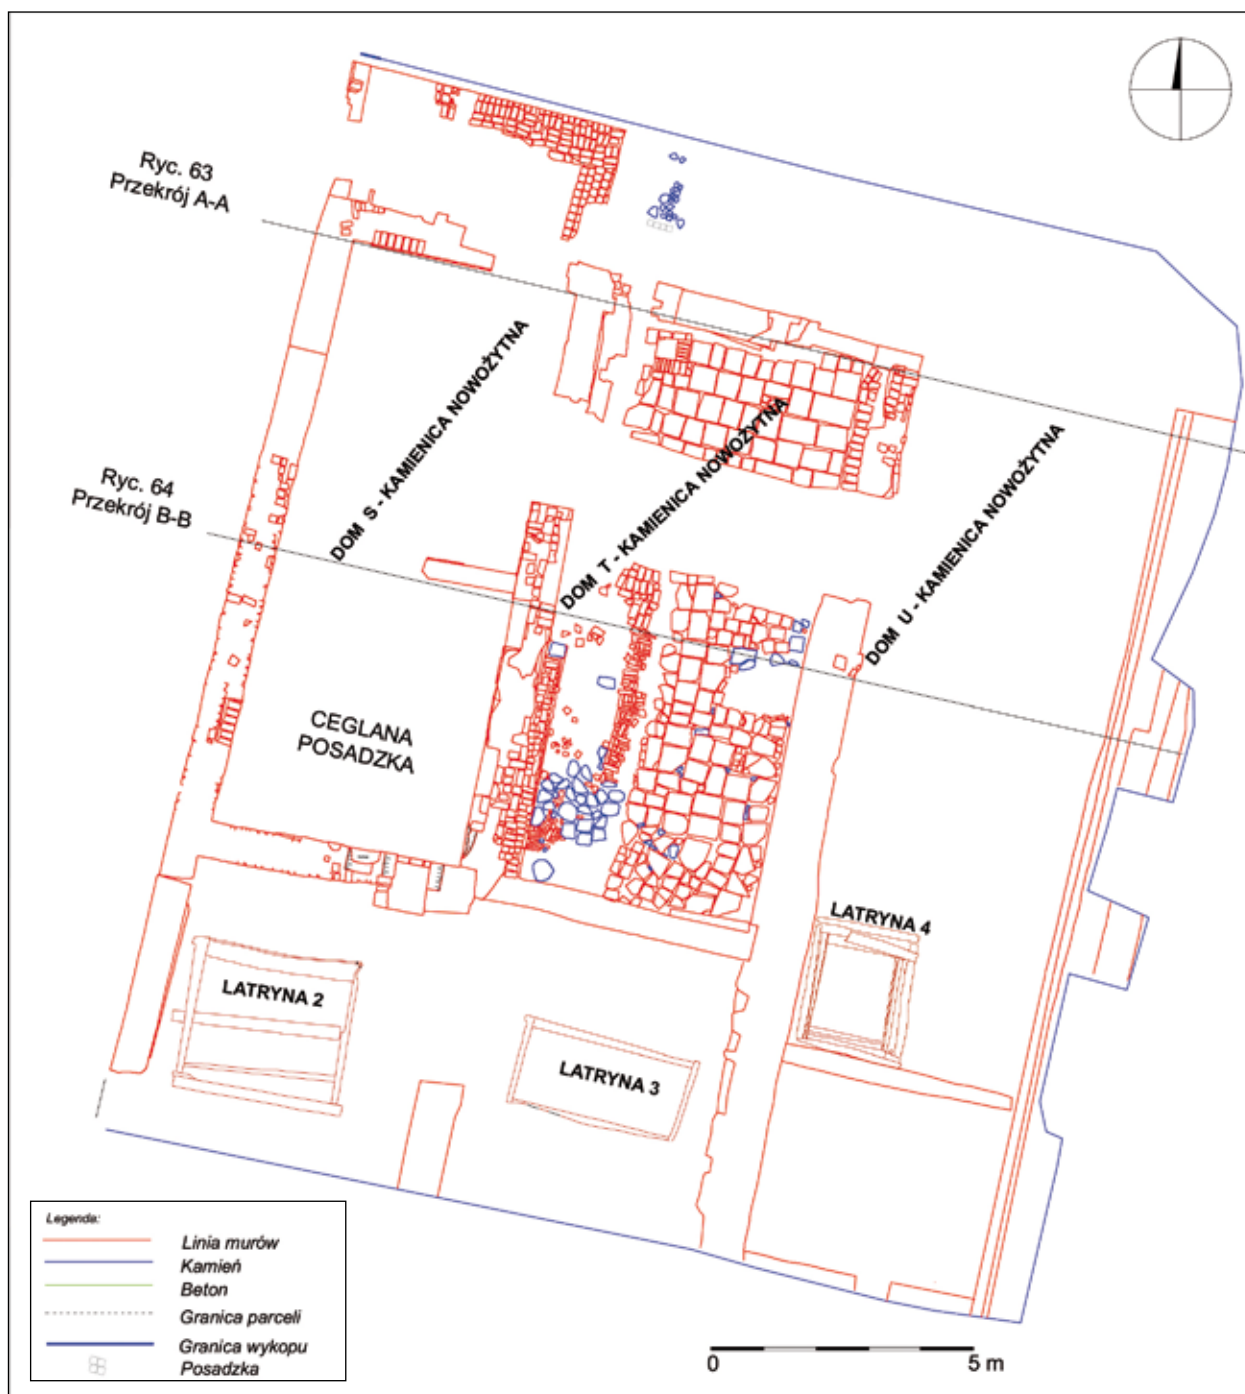 Ryc. 63
Przekrój A-A
Ryc. 64
Przekrój B-B
DOM S - KAMIENICA NOWOŻYTNA
DOM T - KAMIENICA NOWOŻYTNA
DOM U - KAMIENICA NOWOŻYTNA
CEGLANA
POSADZKA
LATRYNA 4
LATRYNA 2
LATRYNA 3
Legenda:
Linia murów
Kamień
Beton
Granica parceli
Granica wykopu
Posadzka
0 5 m